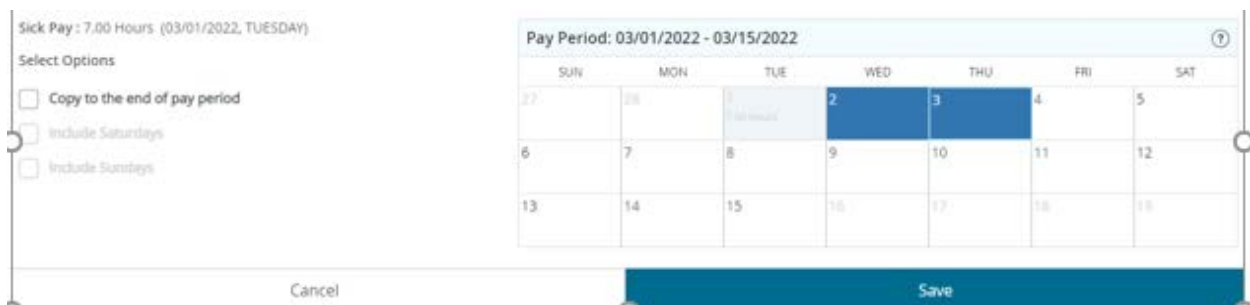 Sick Pay : 7.00 Hours (03/01/2022, TUESDAY)
Select Options
Copy to the end of pay period
Include Saturdays
Include Sundays
Pay Period: 03/01/2022 - 03/15/2022 ?
SUN MON TUE WED THU FRI SAT
27 28 1 2 3 4 5
6 7 8 9 10 11 12
13 14 15 16 17 18 19
Cancel Save